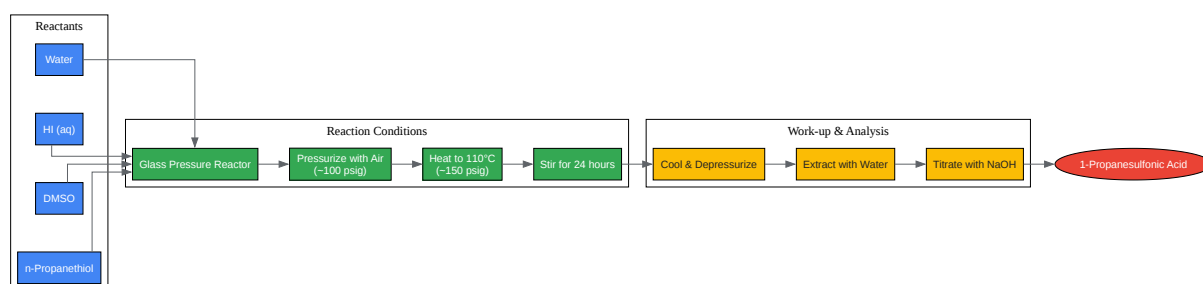 Reactants
Water
HI (aq)
DMSO
n-Propanethiol
Reaction Conditions
Glass Pressure Reactor
Pressurize with Air
(~100 psig)
Heat to 110°C
(~150 psig)
Stir for 24 hours
Work-up & Analysis
Cool & Depressurize
Extract with Water
Titrate with NaOH
1-Propanesulfonic Acid